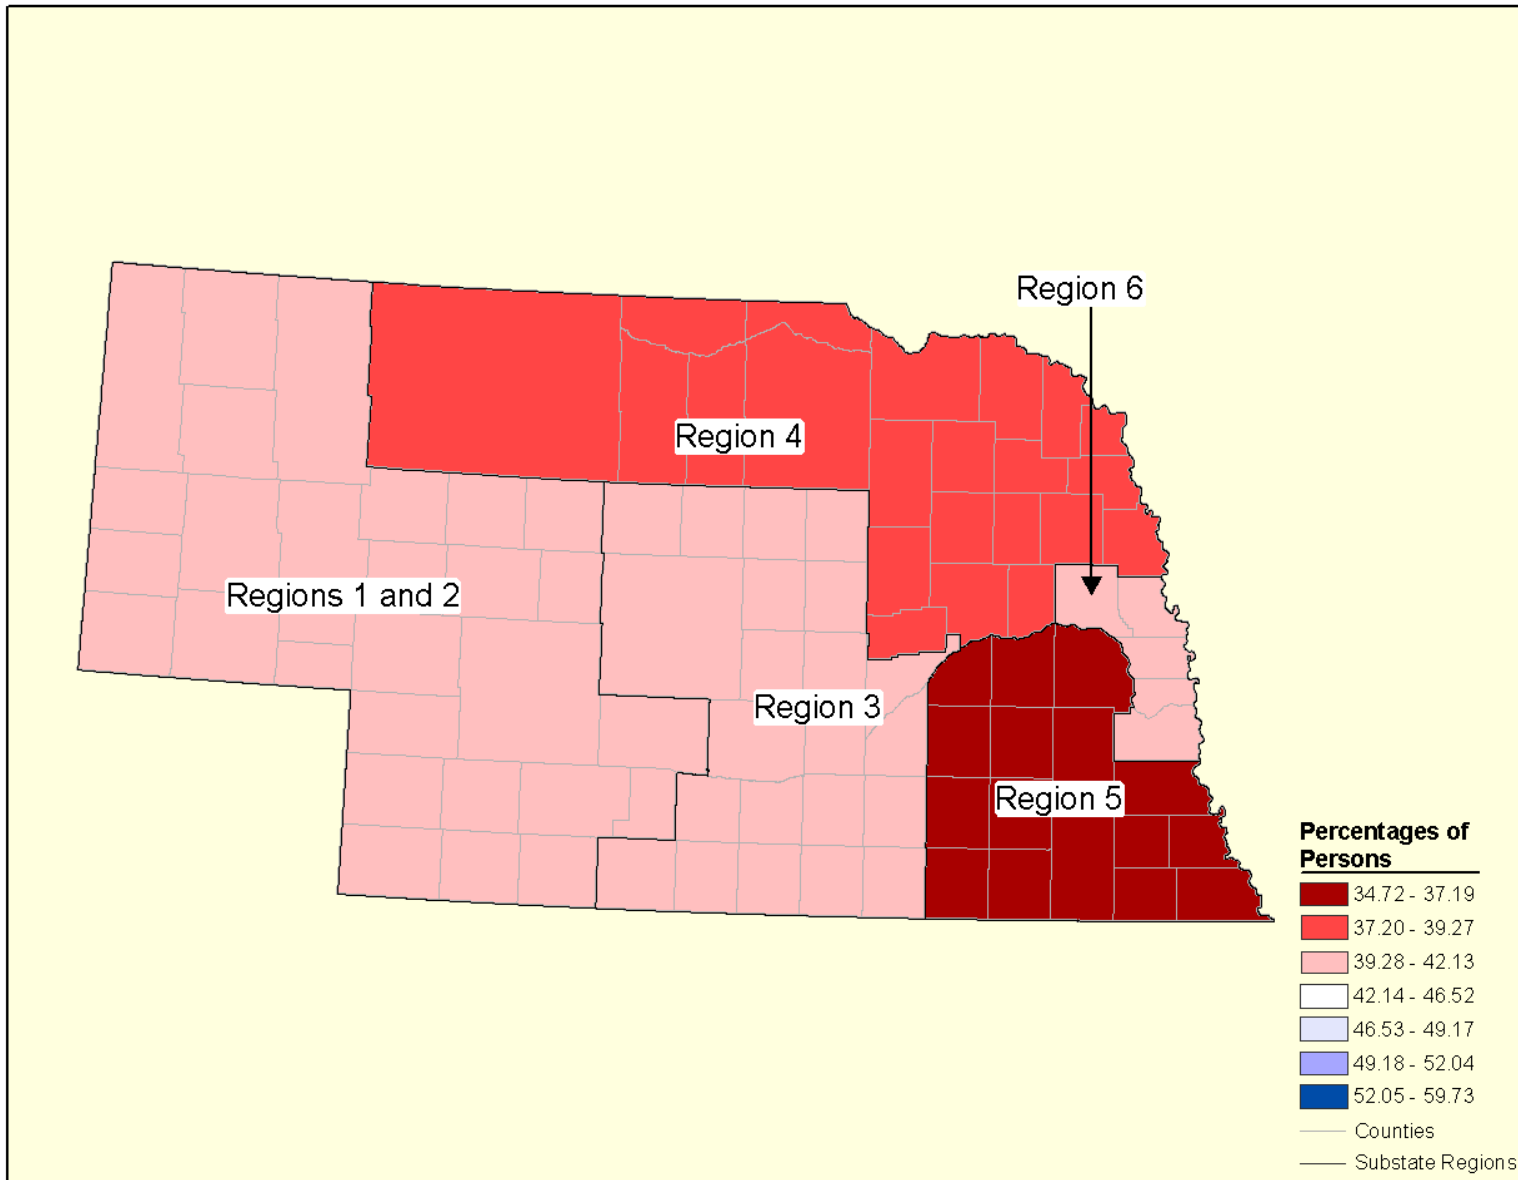 Region 6
Region 4
Regions 1 and 2
Region 3
Region 5
Percentages of
Persons
34.72 - 37.19
37.20 - 39.27
39.28 - 42.13
42.14 - 46.52
46.53 - 49.17
49.18 - 52.04
52.05 - 59.73
Counties
Substate Regions